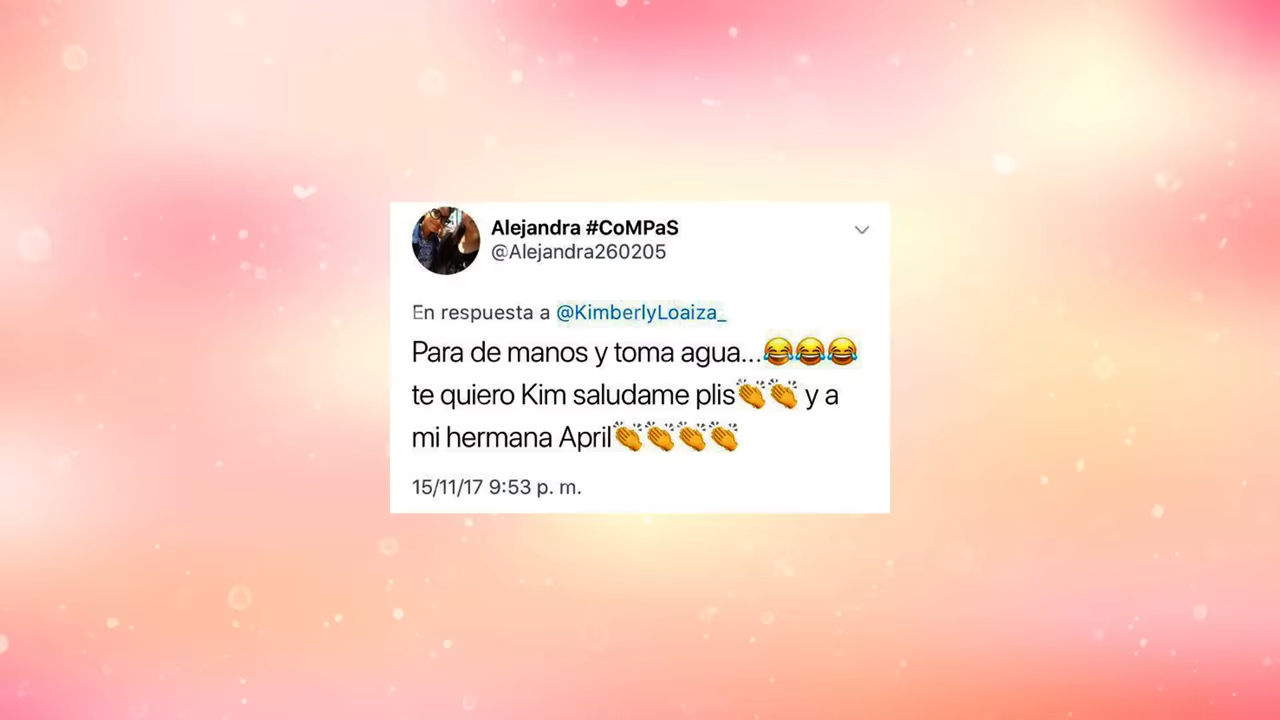 Alejandra #CoMPaS
@Alejandra260205
En respuesta a @KimberlyLoaiza_
Para de manos y toma agua...😂😂😂
te quiero Kim saludame plis👏👏 y a
mi hermana April👏👏👏👏
15/11/17 9:53 p. m.